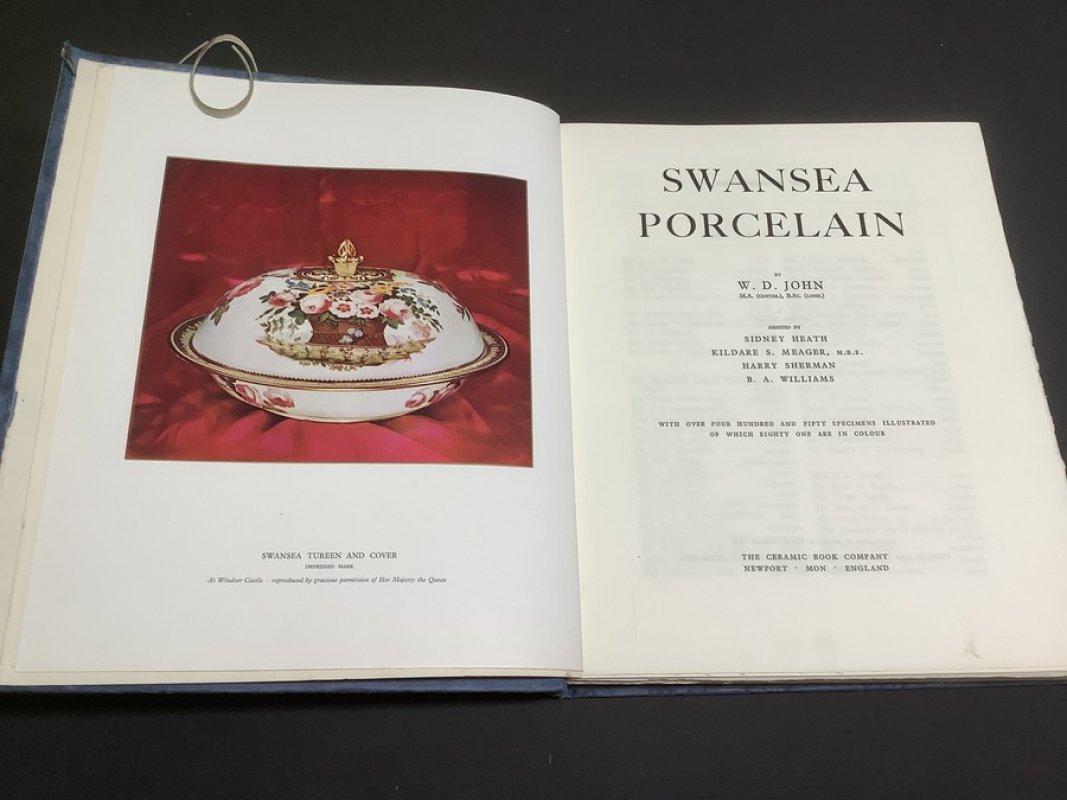 SWANSEA TUREEN AND COVER
IMPRESSED MARK
At Windsor Castle : reproduced by gracious permission of Her Majesty the Queen
SWANSEA
PORCELAIN
BY
W. D. JOHN
M.A. (CANTAB.), B.Sc. (LOND.)
ASSISTED BY
SIDNEY HEATH
KILDARE S. MEAGER, M.B.E.
HARRY SHERMAN
B. A. WILLIAMS
WITH OVER FOUR HUNDRED AND FIFTY SPECIMENS ILLUSTRATED
OF WHICH EIGHTY ONE ARE IN COLOUR
THE CERAMIC BOOK COMPANY
NEWPORT · MON · ENGLAND